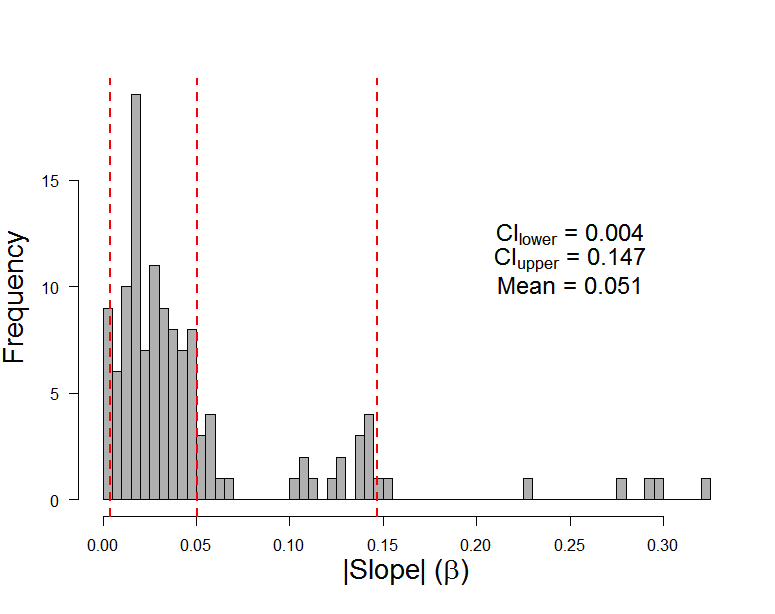 Frequency
15
10
5
0
CIlower = 0.004
CIupper = 0.147
Mean = 0.051
0.00 0.05 0.10 0.15 0.20 0.25 0.30
|Slope| (β)